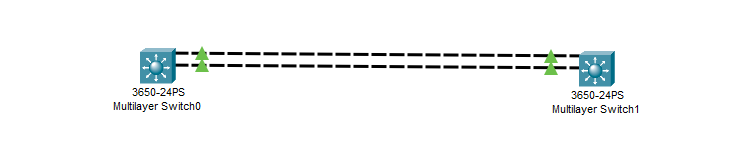 3650-24PS
Multilayer Switch0
3650-24PS
Multilayer Switch1